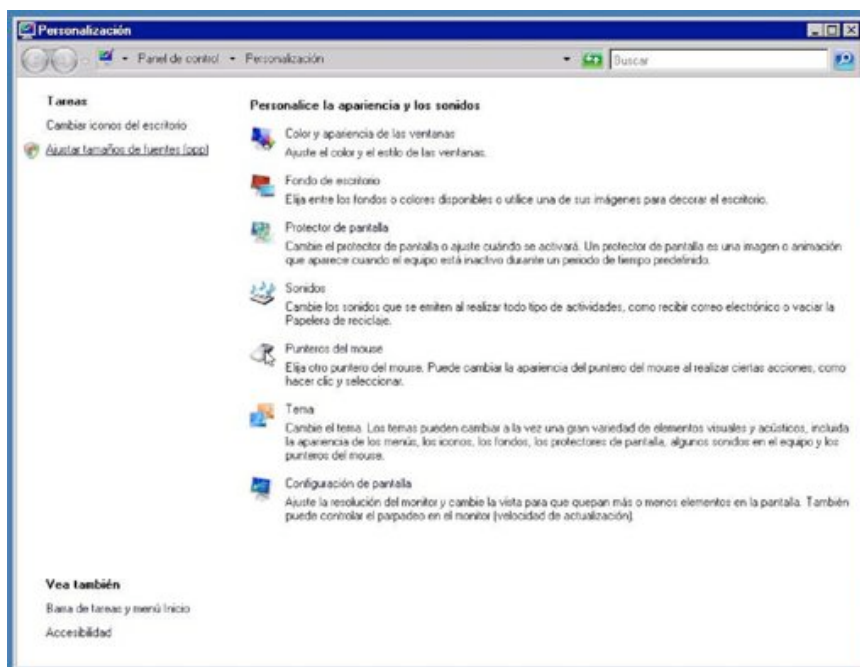 Personalización
Panel de control
Personalización
Buscar
Tareas
Cambiar iconos del escritorio
Ajustar tamaños de fuentes (ppp)
Personalice la apariencia y los sonidos
Color y apariencia de las ventanas
Ajuste el color y el estilo de las ventanas.
Fondo de escritorio
Elija entre los fondos o colores disponibles o utilice una de sus imágenes para decorar el escritorio.
Protector de pantalla
Cambie el protector de pantalla o ajuste cuándo se activará. Un protector de pantalla es una imagen o animación
que aparece cuando el equipo está inactivo durante un periodo de tiempo predefinido.
Sonidos
Cambie los sonidos que se emiten al realizar todo tipo de actividades, como recibir correo electrónico o vaciar la
Papelera de reciclaje.
Punteros del mouse
Elija otro puntero del mouse. Puede cambiar la apariencia del puntero del mouse al realizar ciertas acciones, como
hacer clic y seleccionar.
Tema
Cambie el tema. Los temas pueden cambiar a la vez una gran variedad de elementos visuales y acústicos, incluida
la apariencia de los menús, los iconos, los fondos, los protectores de pantalla, algunos sonidos en el equipo y los
punteros del mouse.
Configuración de pantalla
Ajuste la resolución del monitor y cambie la vista para que quepan más o menos elementos en la pantalla. También
puede controlar el parpadeo en el monitor (velocidad de actualización).
Vea también
Barra de tareas y menú Inicio
Accesibilidad